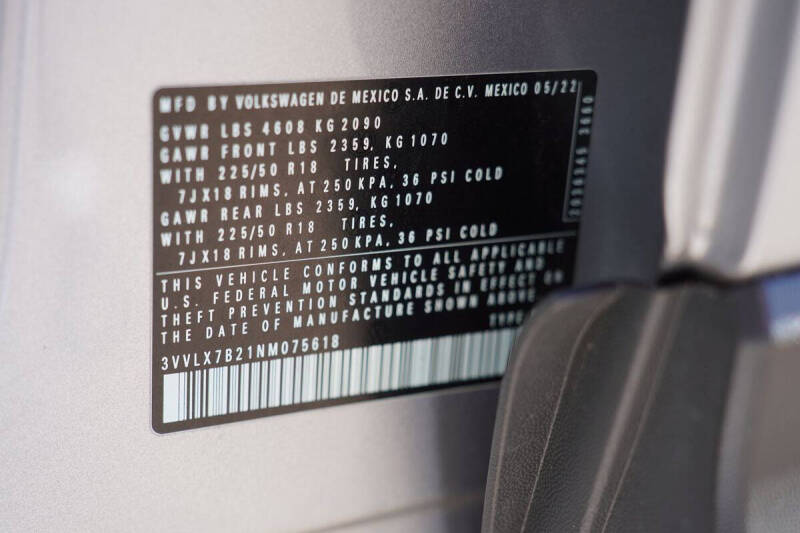 MFD BY VOLKSWAGEN DE MEXICO S.A. DE C.V. MEXICO 05/22
GVWR LBS 4608 KG 2090
GAWR FRONT LBS 2359, KG 1070
WITH 225/50 R18 TIRES,
7JX18 RIMS, AT 250 KPA, 36 PSI COLD
GAWR REAR LBS 2359, KG 1070
WITH 225/50 R18 TIRES,
7JX18 RIMS, AT 250 KPA, 36 PSI COLD
THIS VEHICLE CONFORMS TO ALL APPLICABLE
U.S. FEDERAL MOTOR VEHICLE SAFETY AND
THEFT PREVENTION STANDARDS IN EFFECT ON
THE DATE OF MANUFACTURE SHOWN ABOVE
TYPE
3VVLX7B21NM075618